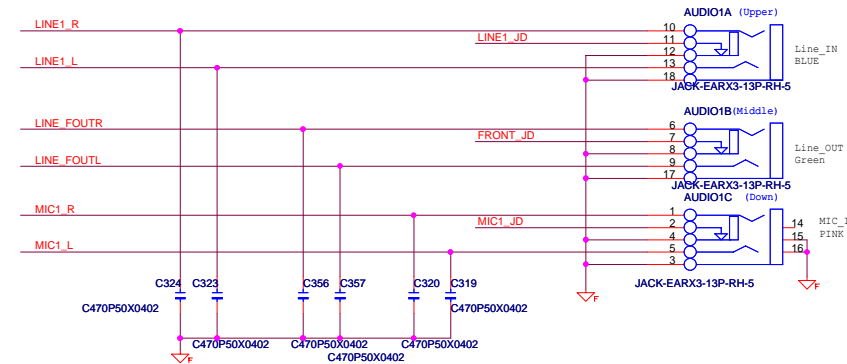 AUDIO1A (Upper)
LINE1_R
10
LINE1_JD
11
12
Line_IN
BLUE
LINE1_L
13
18
JACK-EARX3-13P-RH-5
AUDIO1B (Middle)
LINE_FOUTR
6
FRONT_JD
7
8
Line_OUT
Green
LINE_FOUTL
9
17
JACK-EARX3-13P-RH-5
AUDIO1C (Down)
MIC1_R
1
MIC1_JD
2
14
4
15
PINK
MIC1_L
5
16
3
JACK-EARX3-13P-RH-5
C324 C323 C356 C357 C320 C319
C470P50X0402 C470P50X0402
F
F
C470P50X0402 C470P50X0402 C470P50X0402
C470P50X0402
F